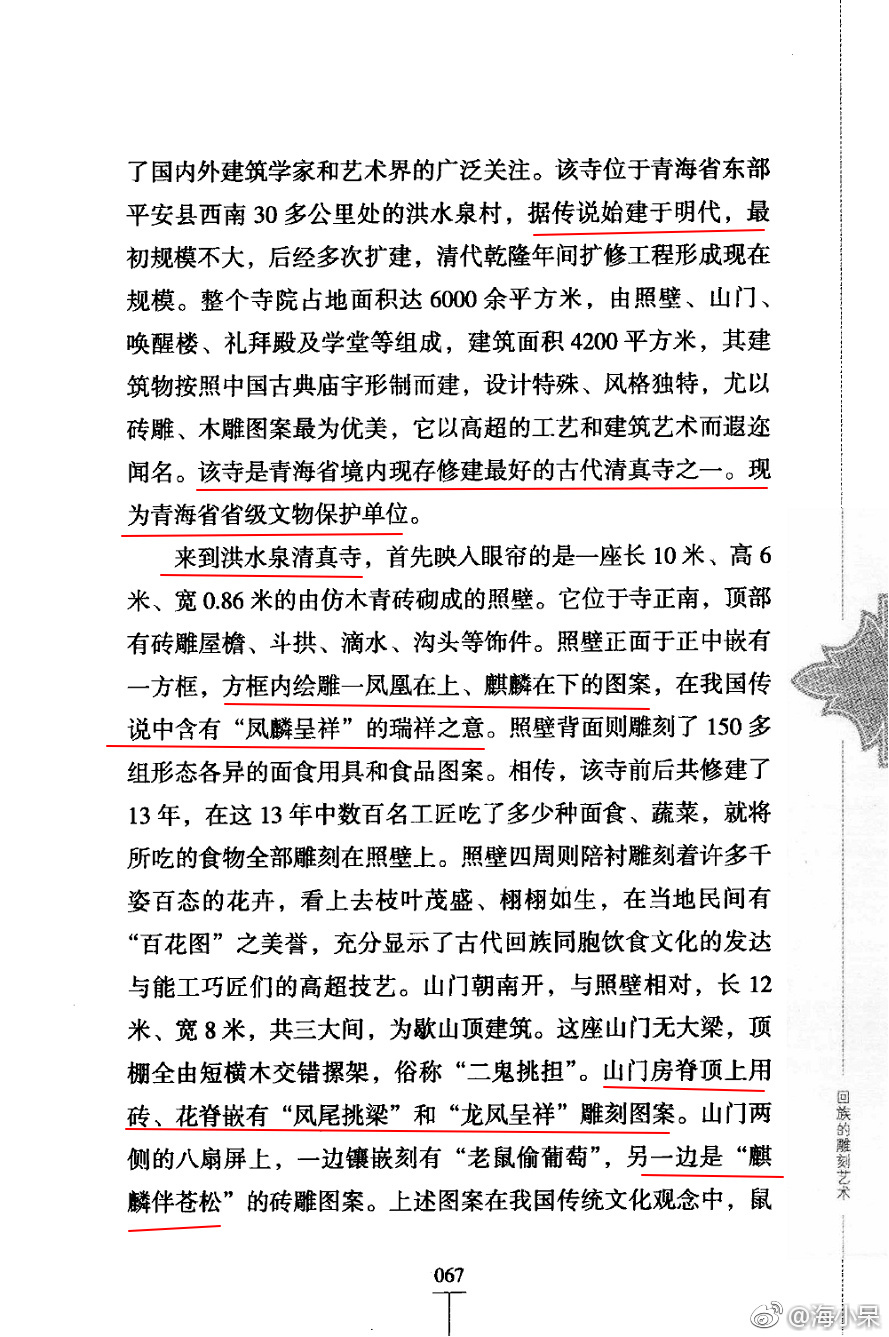 了国内外建筑学家和艺术界的广泛关注。该寺位于青海省东部
平安县西南 30 多公里处的洪水泉村，据传说始建于明代，最
初规模不大，后经多次扩建，清代乾隆年间扩修工程形成现在
规模。整个寺院占地面积达 6000 余平方米，由照壁、山门、
唤醒楼、礼拜殿及学堂等组成，建筑面积 4200 平方米，其建
筑物按照中国古典庙宇形制而建，设计特殊、风格独特，尤以
砖雕、木雕图案最为优美，它以高超的工艺和建筑艺术而遐迩
闻名。该寺是青海省境内现存修建最好的古代清真寺之一。现
为青海省省级文物保护单位。
来到洪水泉清真寺，首先映入眼帘的是一座长 10 米、高 6
米、宽 0.86 米的由仿木青砖砌成的照壁。它位于寺正南，顶部
有砖雕屋檐、斗拱、滴水、沟头等饰件。照壁正面于正中嵌有
一方框，方框内绘雕一凤凰在上、麒麟在下的图案，在我国传
说中含有“凤麟呈祥”的瑞祥之意。照壁背面则雕刻了 150 多
组形态各异的面食用具和食品图案。相传，该寺前后共修建了
13 年，在这 13 年中数百名工匠吃了多少种面食、蔬菜，就将
所吃的食物全部雕刻在照壁上。照壁四周则陪衬雕刻着许多千
姿百态的花卉，看上去枝叶茂盛、栩栩如生，在当地民间有
“百花图”之美誉，充分显示了古代回族同胞饮食文化的发达
与能工巧匠们的高超技艺。山门朝南开，与照壁相对，长 12
米、宽 8 米，共三大间，为歇山顶建筑。这座山门无大梁，顶
棚全由短横木交错摞架，俗称“二鬼挑担”。山门房脊顶上用
砖、花脊嵌有“凤尾挑梁”和“龙凤呈祥”雕刻图案。山门两
侧的八扇屏上，一边镶嵌刻有“老鼠偷葡萄”，另一边是“麒
麟伴苍松”的砖雕图案。上述图案在我国传统文化观念中，鼠
回族的雕刻艺术
067
@海小呆